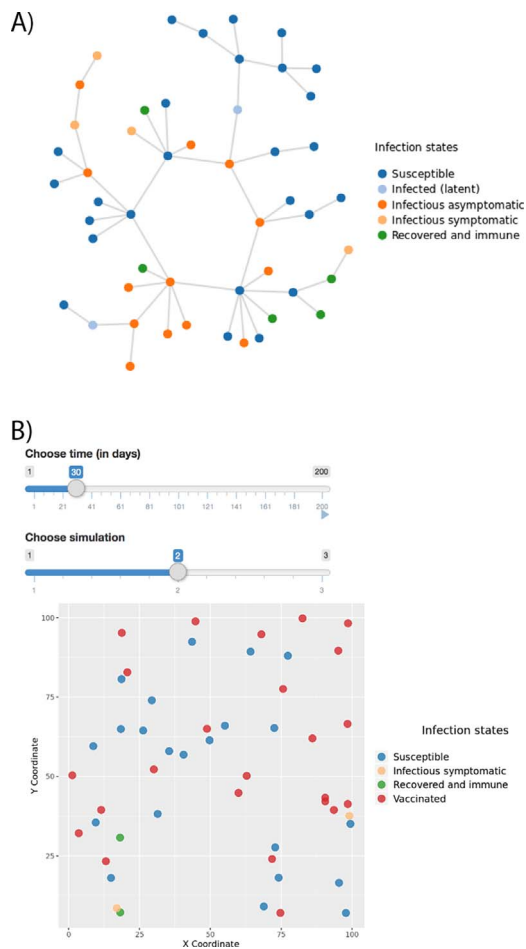 A)
Infection states
Susceptible
Infected (latent)
Infectious asymptomatic
Infectious symptomatic
Recovered and immune
B)
Choose time (in days)
1 30 200
1 21 41 61 81 101 121 141 161 181 200
Choose simulation
1 2 3
1 2 3
100
75
50
25
Y Coordinate
0 25 50 75 100
X Coordinate
Infection states
Susceptible
Infectious symptomatic
Recovered and immune
Vaccinated